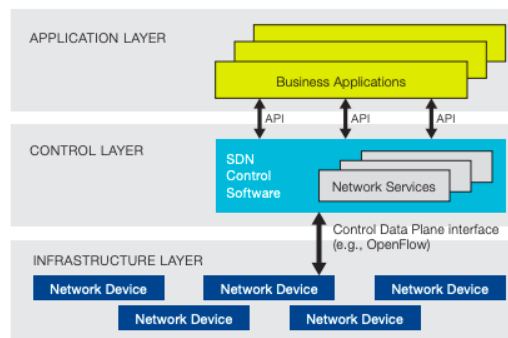 APPLICATION LAYER
Business Applications
API
API
API
CONTROL LAYER
SDN
Control
Software
Network Services
Control Data Plane interface
(e.g., OpenFlow)
INFRASTRUCTURE LAYER
Network Device
Network Device
Network Device
Network Device
Network Device